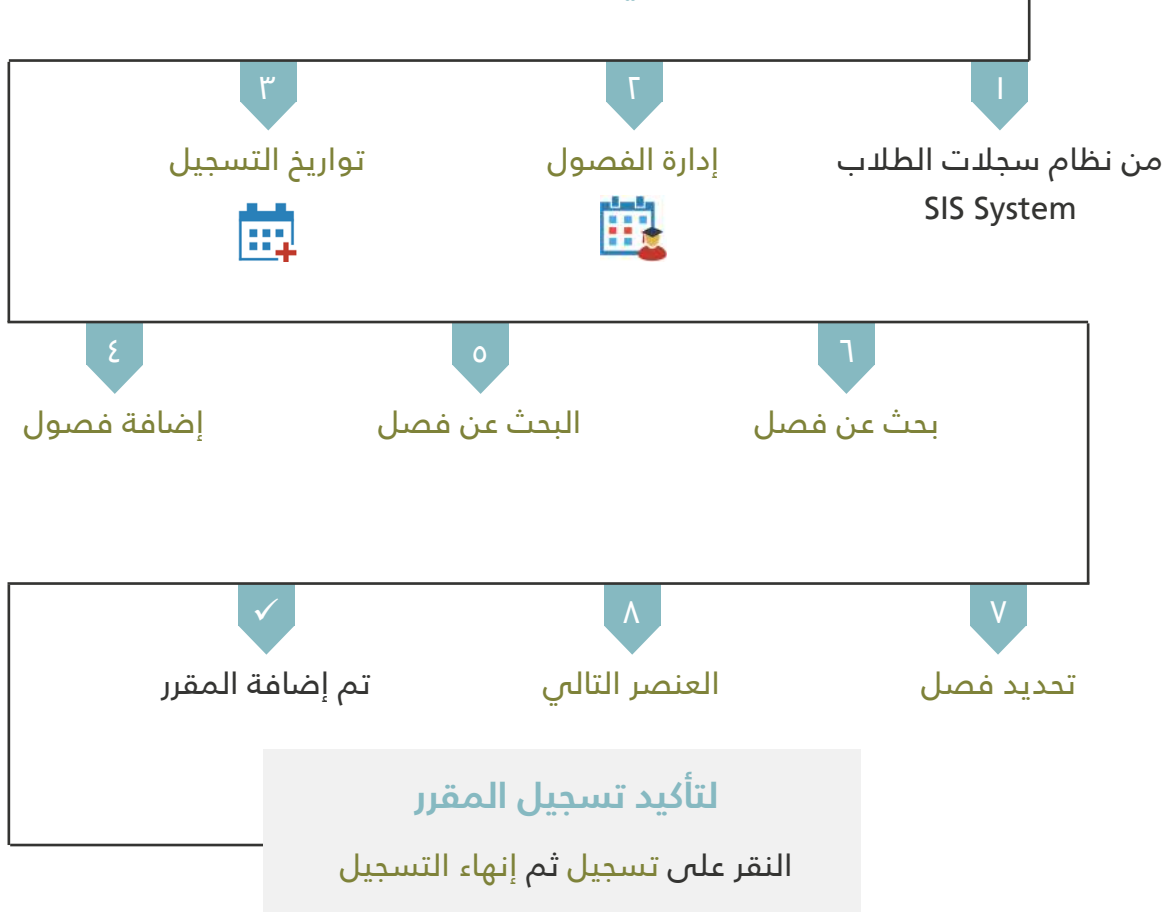 ١
من نظام سجلات الطلاب
SIS System
٢
إدارة الفصول
٣
تواريخ التسجيل
٤
إضافة فصول
٥
البحث عن فصل
٦
بحث عن فصل
٧
تحديد فصل
٨
العنصر التالي
✓
تم إضافة المقرر
لتأكيد تسجيل المقرر
النقر على تسجيل ثم إنهاء التسجيل